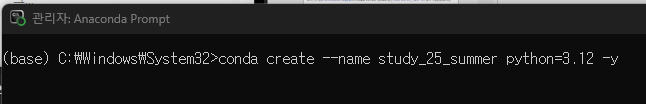 관리자: Anaconda Prompt
(base) C:₩Windows₩System32>conda create --name study_25_summer python=3.12 -y